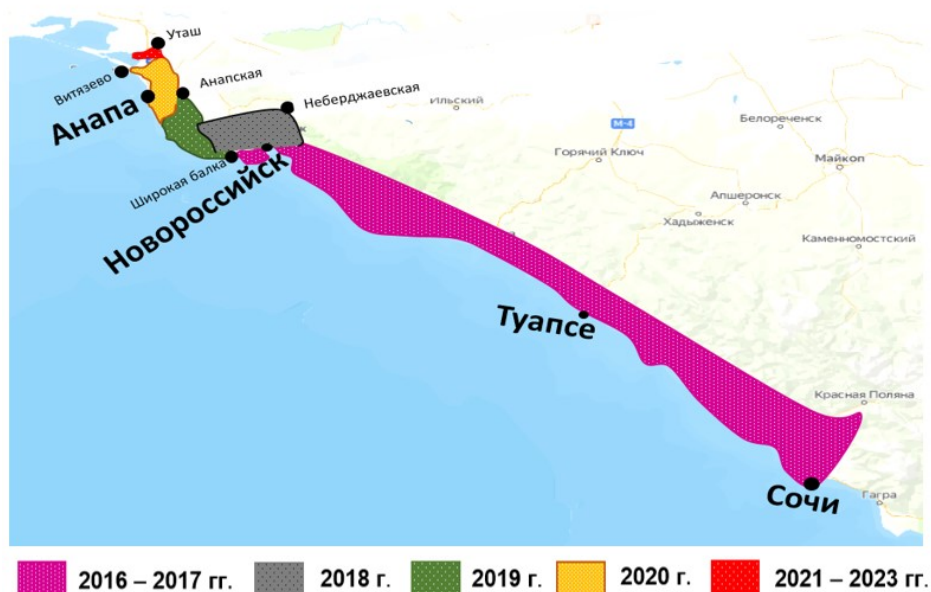 Уташ
Витязево
Анапская
Анапа
Неберджаевская
Ильский
М-4
Белореченск
Горячий Ключ
Майкоп
Широкая балка
Новороссийск
Апшеронск
Хадыженск
Каменномостский
Туапсе
Красная Поляна
Сочи
Гагра
2016 – 2017 гг.
2018 г.
2019 г.
2020 г.
2021 – 2023 гг.